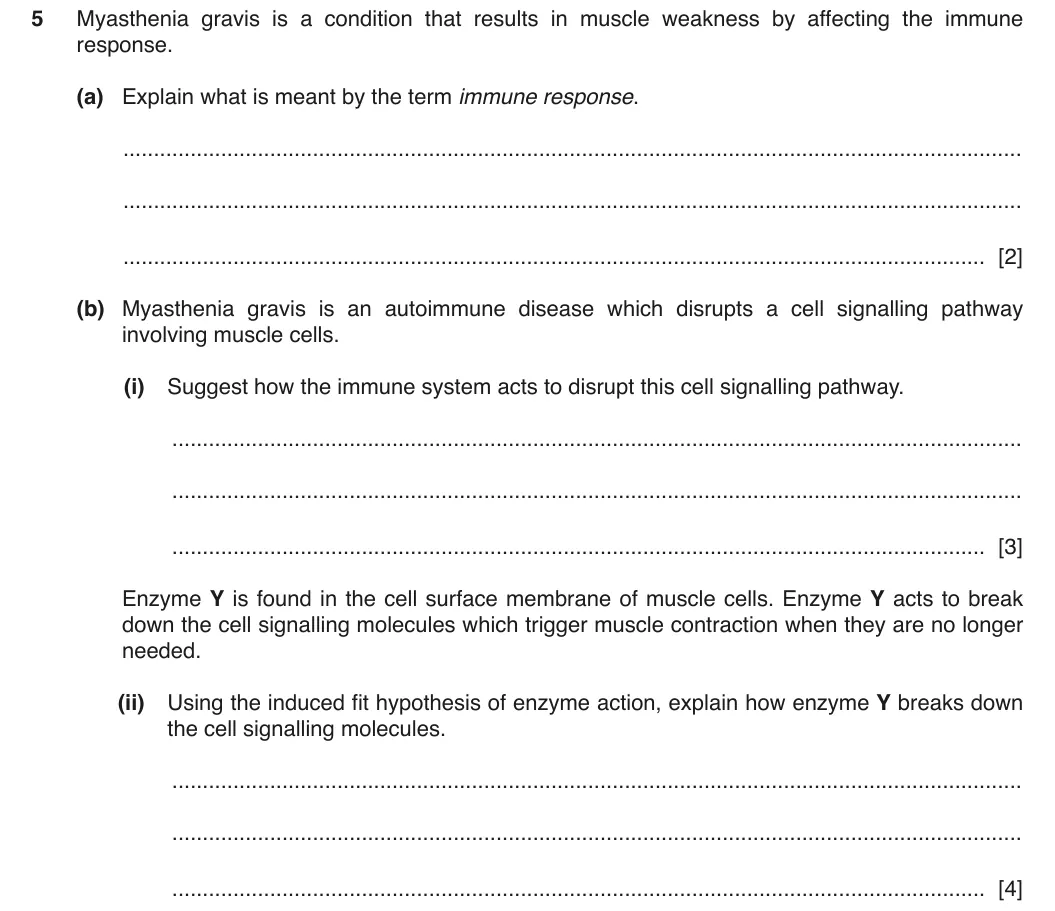 5 Myasthenia gravis is a condition that results in muscle weakness by affecting the immune
response.
(a) Explain what is meant by the term immune response.
..........................................................................................................................................................
..........................................................................................................................................................
.................................................................................................................................................... [2]
(b) Myasthenia gravis is an autoimmune disease which disrupts a cell signalling pathway
involving muscle cells.
(i) Suggest how the immune system acts to disrupt this cell signalling pathway.
..................................................................................................................................................
..................................................................................................................................................
............................................................................................................................................ [3]
Enzyme Y is found in the cell surface membrane of muscle cells. Enzyme Y acts to break
down the cell signalling molecules which trigger muscle contraction when they are no longer
needed.
(ii) Using the induced fit hypothesis of enzyme action, explain how enzyme Y breaks down
the cell signalling molecules.
..................................................................................................................................................
..................................................................................................................................................
............................................................................................................................................ [4]